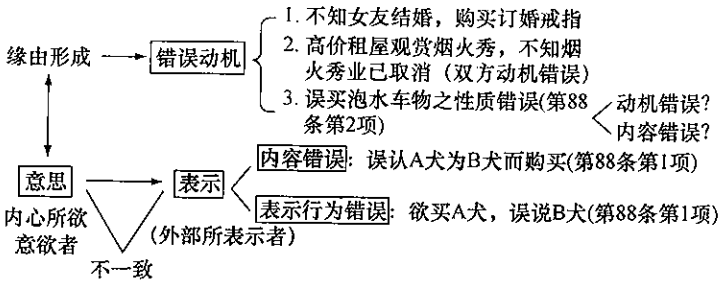 1. 不知女友结婚，购买订婚戒指
2. 高价租屋观赏烟火秀，不知烟
火秀业已取消（双方动机错误）
缘由形成
错误动机
3. 误买泡水车物之性质错误(第88
条第2项)
动机错误?
内容错误?
内容错误：误认A犬为B犬而购买(第88条第1项)
意思
表示
表示行为错误：欲买A犬，误说B犬(第88条第1项)
内心所欲
意欲者
(外部所表示者)
不一致